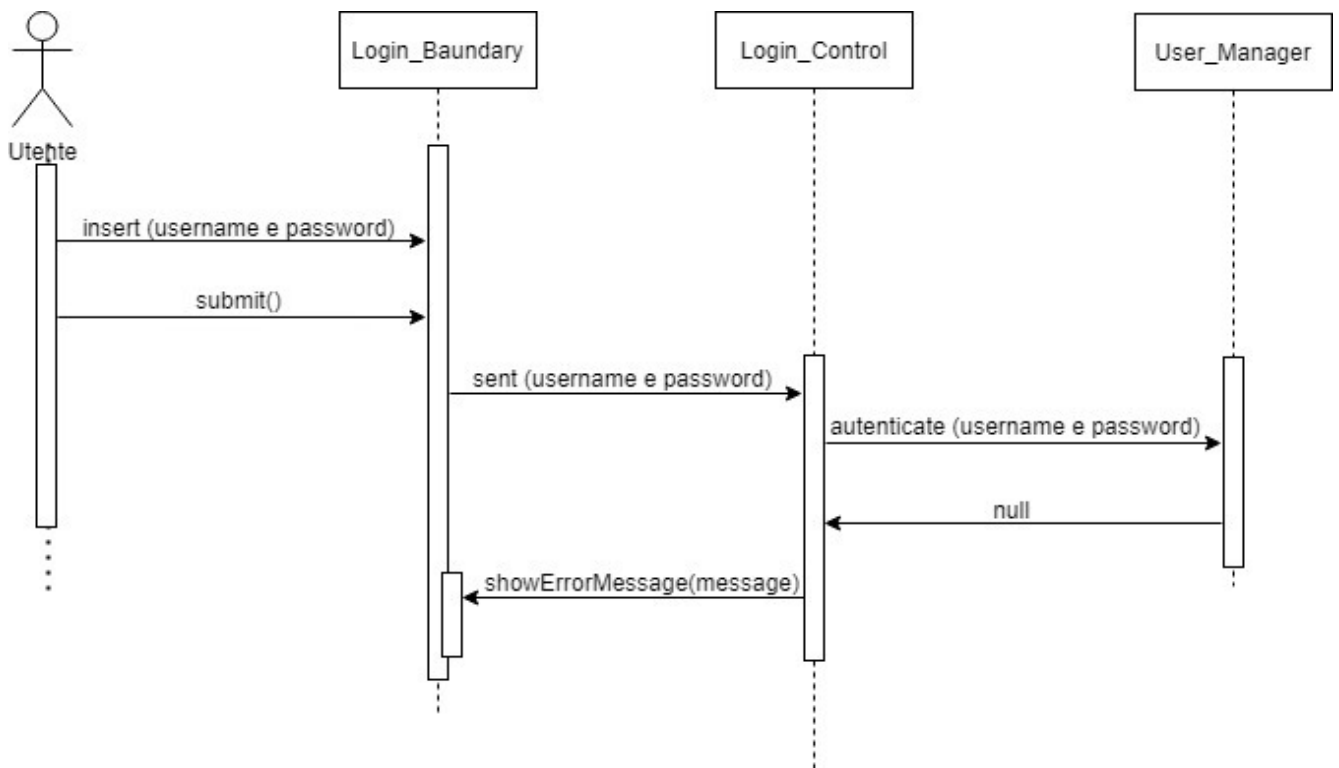 Login_Baundary
Login_Control
User_Manager
Utente
insert (username e password)
submit()
sent (username e password)
autenticate (username e password)
null
showErrorMessage(message)